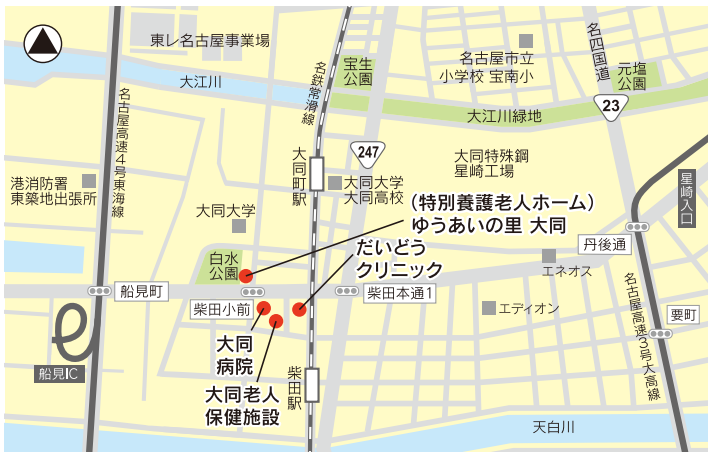 東レ名古屋事業場
大江川
名鉄常滑線
宝生
公園
名古屋市立
小学校 宝南小
名四国道
元塩
公園
23
大江川緑地
名古屋高速4号東海線
247
大同特殊鋼
星崎工場
大同町駅
大同大学
大同高校
港消防署
東築地出張所
大同大学
(特別養護老人ホーム)
ゆうあいの里 大同
星崎入口
丹後通
白水
公園
だいどう
クリニック
エネオス
船見町
柴田本通1
柴田小前
エディオン
名古屋高速3号大高線
要町
大同
病院
船見IC
大同老人
保健施設
柴田駅
天白川